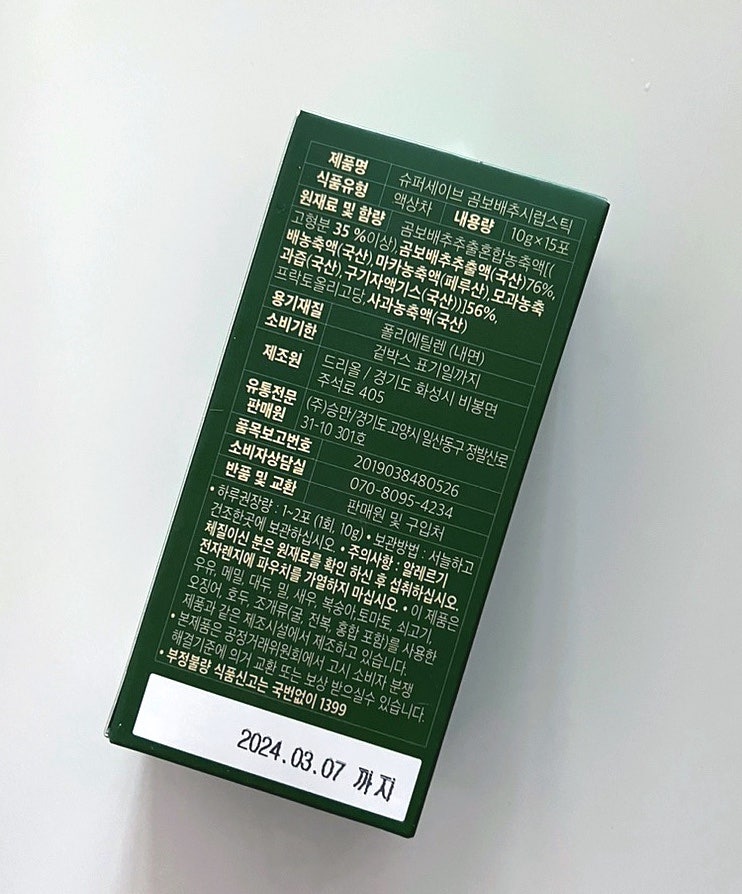 제품명 슈퍼세이브 곰보배추시럽스틱
식품유형 액상차 내용량 10g×15포
원재료 및 함량 곰보배추추출혼합농축액[(
고형분 35 %이상), 곰보배추추출액(국산)76%,
배농축액(국산), 마카농축액(페루산), 모과농축
과즙(국산), 구기자액기스(국산))]56%,
프락토올리고당, 사과농축액(국산)
용기재질 폴리에틸렌 (내면)
소비기한 겉박스 표기일까지
제조원 드리올 / 경기도 화성시 비봉면
주석로 405
유통전문
판매원 (주)승만/경기도 고양시 일산동구 정발산로
31-10 301호
품목보고번호 2019038480526
소비자상담실 070-8095-4234
반품 및 교환 판매원 및 구입처
• 하루권장량 : 1~2포 (1회, 10g) • 보관방법 : 서늘하고
건조한곳에 보관하십시오. • 주의사항 : 알레르기
체질이신 분은 원재료를 확인 하신 후 섭취하십시오.
전자렌지에 파우치를 가열하지 마십시오. • 이 제품은
우유, 메밀, 대두, 밀, 새우, 복숭아, 토마토, 쇠고기,
오징어, 호두, 조개류(굴, 전복, 홍합 포함)를 사용한
제품과 같은 제조시설에서 제조하고 있습니다.
• 본제품은 공정거래위원회에서 고시 소비자 분쟁
해결기준에 의거 교환 또는 보상 받으실수 있습니다.
• 부정불량 식품신고는 국번없이 1399
2024.03.07 까지